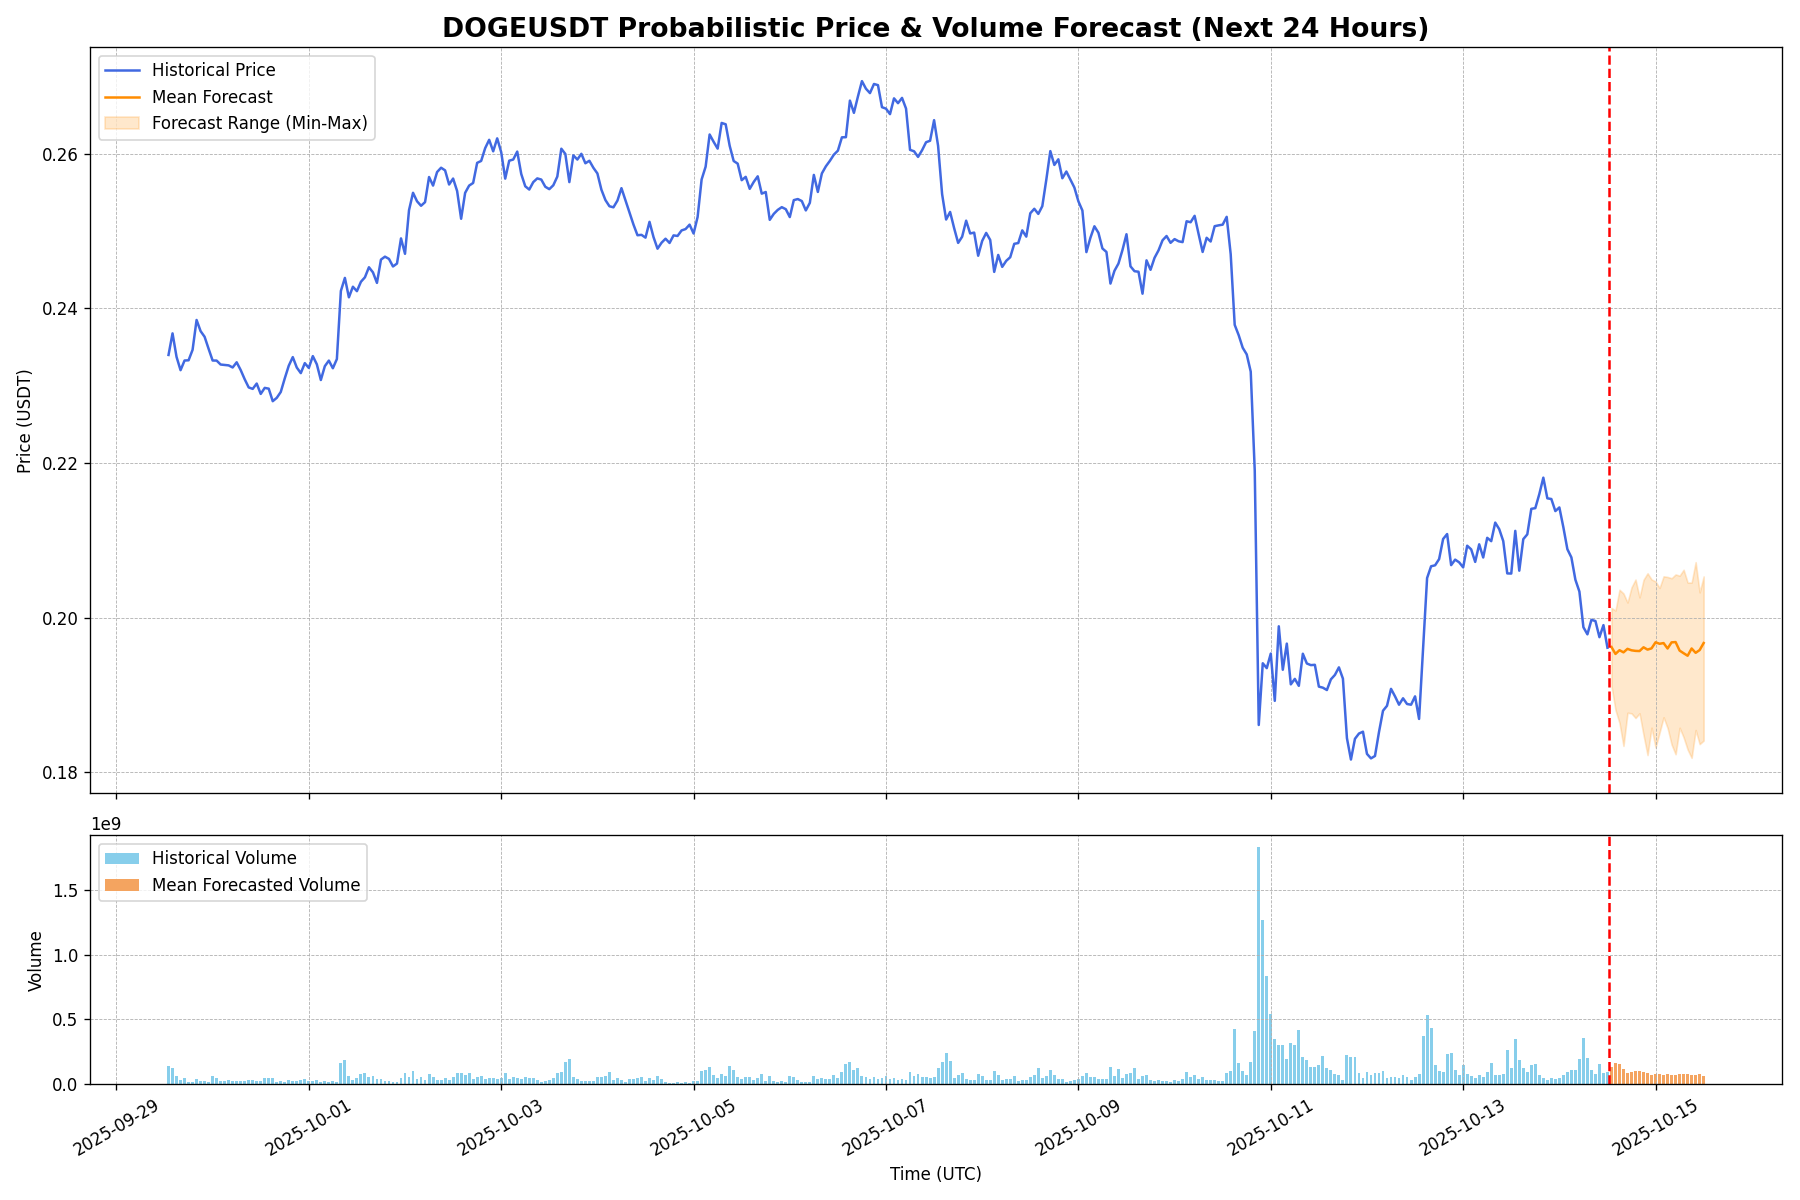 DOGEUSDT Probabilistic Price & Volume Forecast (Next 24 Hours)
Historical Price
Mean Forecast
Forecast Range (Min-Max)
0.26
0.24
0.22
0.20
0.18
Price (USDT)
1e9
Historical Volume
Mean Forecasted Volume
1.5
1.0
0.5
0.0
Volume
2025-09-29
2025-10-01
2025-10-03
2025-10-05
2025-10-07
2025-10-09
2025-10-11
2025-10-13
2025-10-15
Time (UTC)